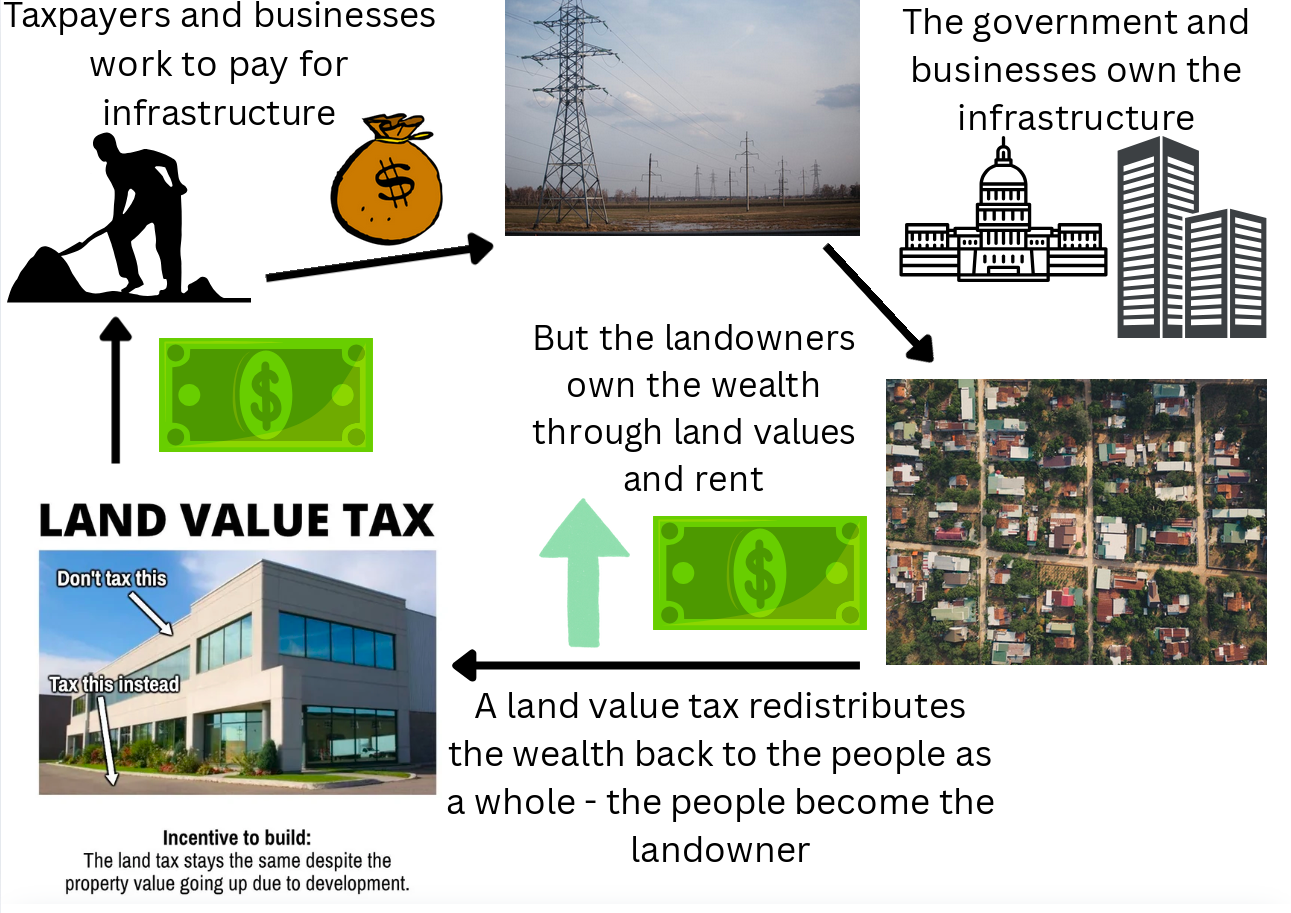 Taxpayers and businesses
work to pay for
infrastructure
$
The government and
businesses own the
infrastructure
But the landowners
own the wealth
through land values
and rent
$
$
LAND VALUE TAX
Don't tax this
Tax this instead
Incentive to build:
The land tax stays the same despite the
property value going up due to development.
A land value tax redistributes
the wealth back to the people as
a whole - the people become the
landowner